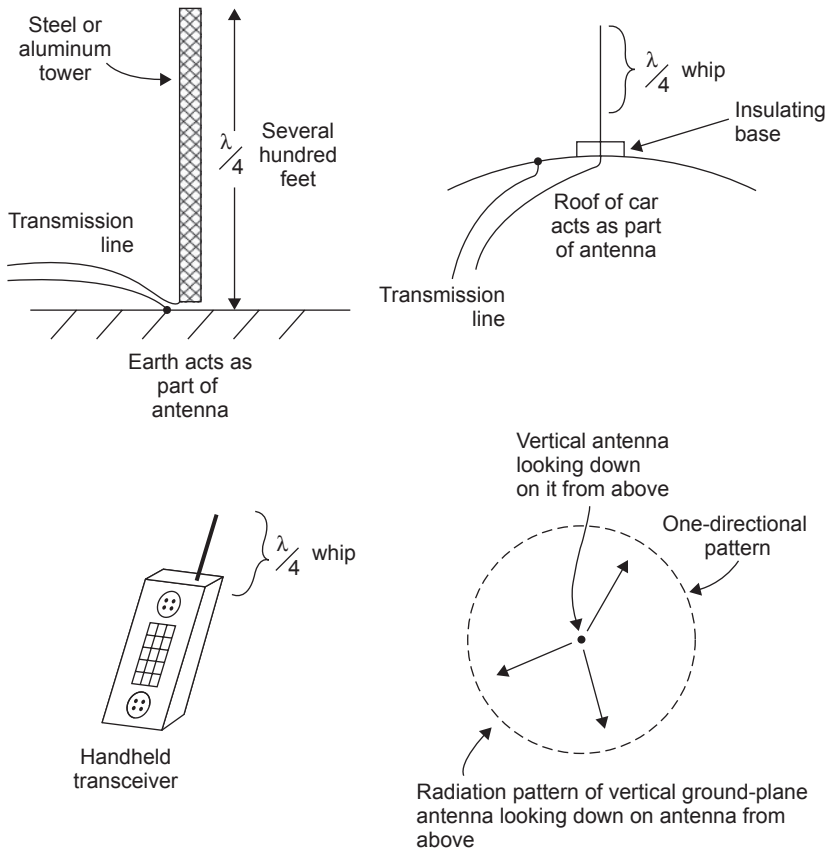 Steel or
aluminum
tower
λ/4
Several
hundred
feet
Transmission
line
Earth acts as
part of
antenna
λ/4 whip
Insulating
base
Roof of car
acts as part
of antenna
Transmission
line
λ/4 whip
Handheld
transceiver
Vertical antenna
looking down
on it from above
One-directional
pattern
Radiation pattern of vertical ground-plane
antenna looking down on antenna from
above